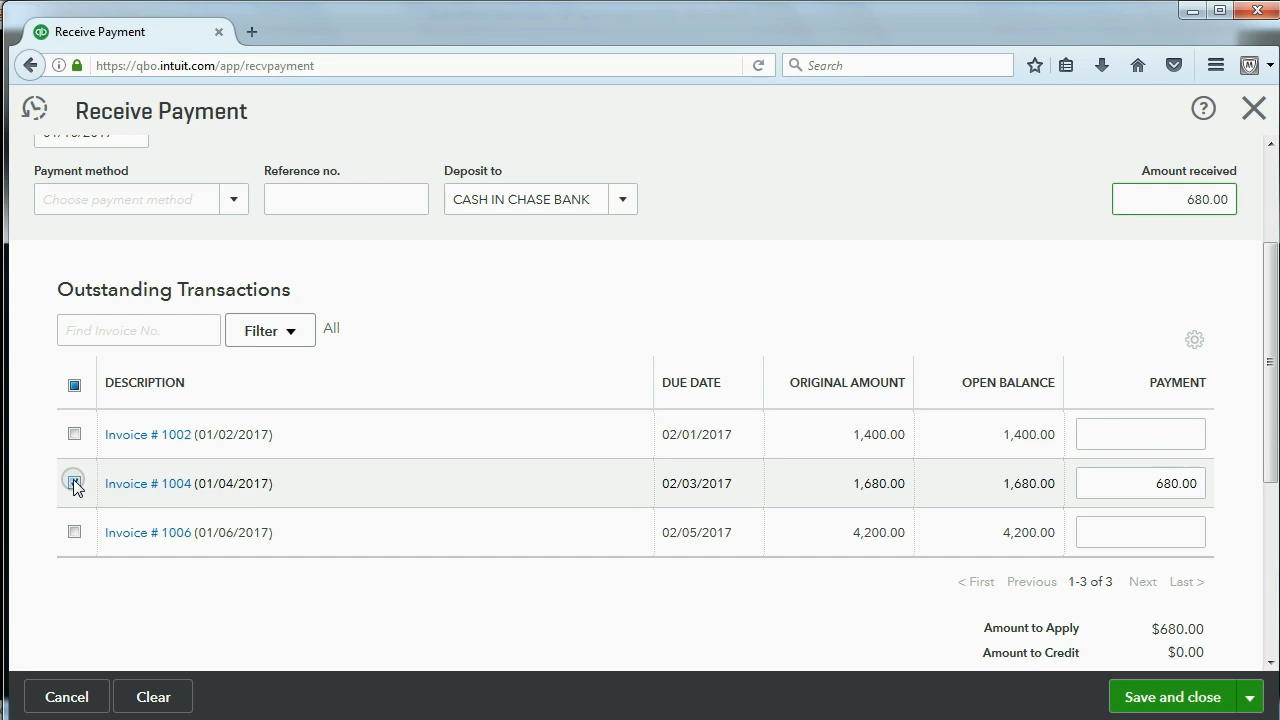 Receive Payment
https://qbo.intuit.com/app/recvpayment
Search
Receive Payment
Payment method
Reference no.
Deposit to
Amount received
Choose payment method
CASH IN CHASE BANK
680.00
Outstanding Transactions
Find Invoice No.
Filter
All
DESCRIPTION
DUE DATE
ORIGINAL AMOUNT
OPEN BALANCE
PAYMENT
Invoice # 1002 (01/02/2017)
02/01/2017
1,400.00
1,400.00
Invoice # 1004 (01/04/2017)
02/03/2017
1,680.00
1,680.00
680.00
Invoice # 1006 (01/06/2017)
02/05/2017
4,200.00
4,200.00
< First Previous 1-3 of 3 Next Last >
Amount to Apply
$680.00
Amount to Credit
$0.00
Cancel
Clear
Save and close